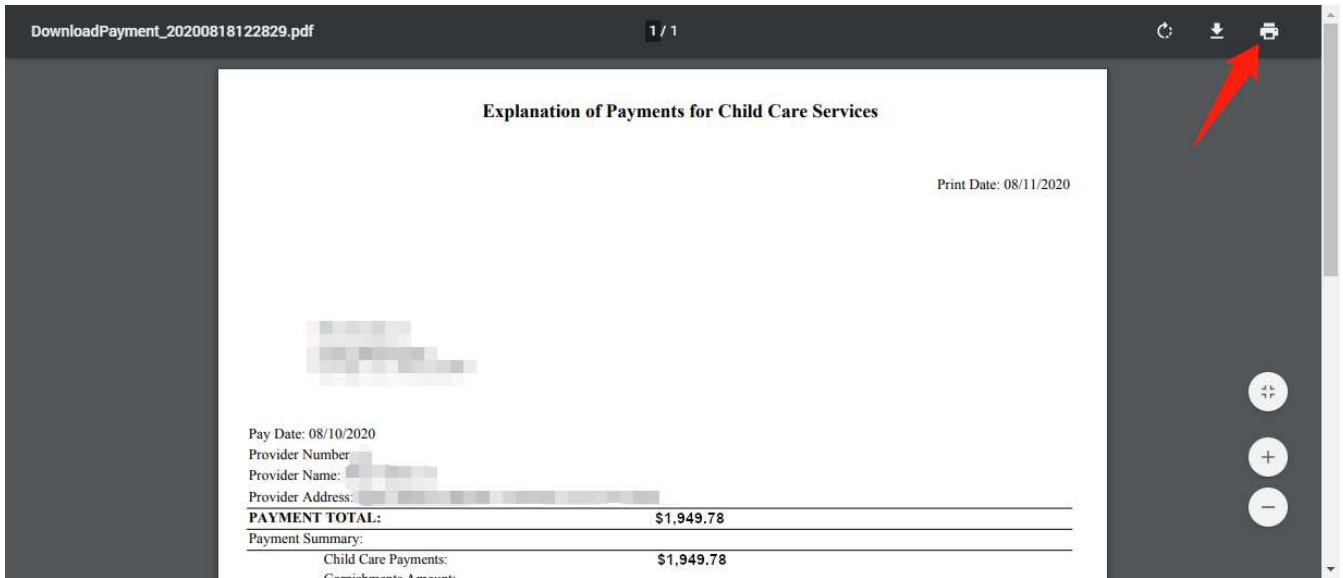 DownloadPayment_20200818122829.pdf 1 / 1
Explanation of Payments for Child Care Services
Print Date: 08/11/2020
Pay Date: 08/10/2020
Provider Number
Provider Name:
Provider Address:
PAYMENT TOTAL: $1,949.78
Payment Summary:
Child Care Payments: $1,949.78
Garnishments Amount: